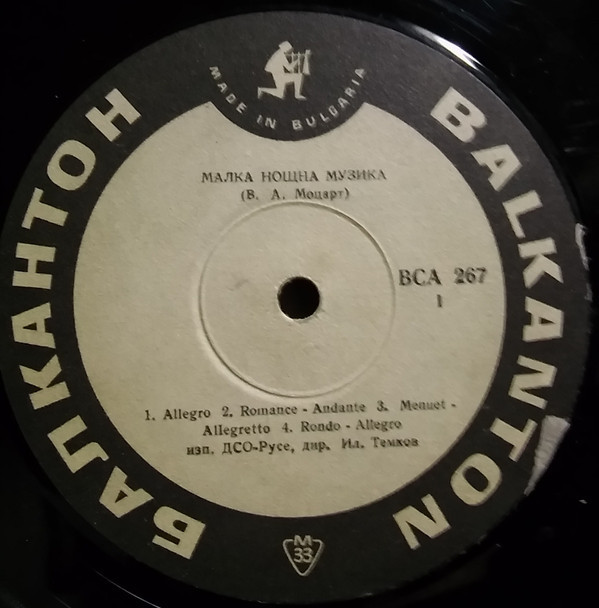 MADE IN BULGARIA
БАЛКАНТОН
BALKANTON
МАЛКА НОЩНА МУЗИКА
(В. А. Моцарт)
ВСА 267
I
1. Allegro 2. Romance - Andante 3. Menuet -
Allegretto 4. Rondo - Allegro
изп. ДСО-Русе, дир. Ил. Темков
M
33